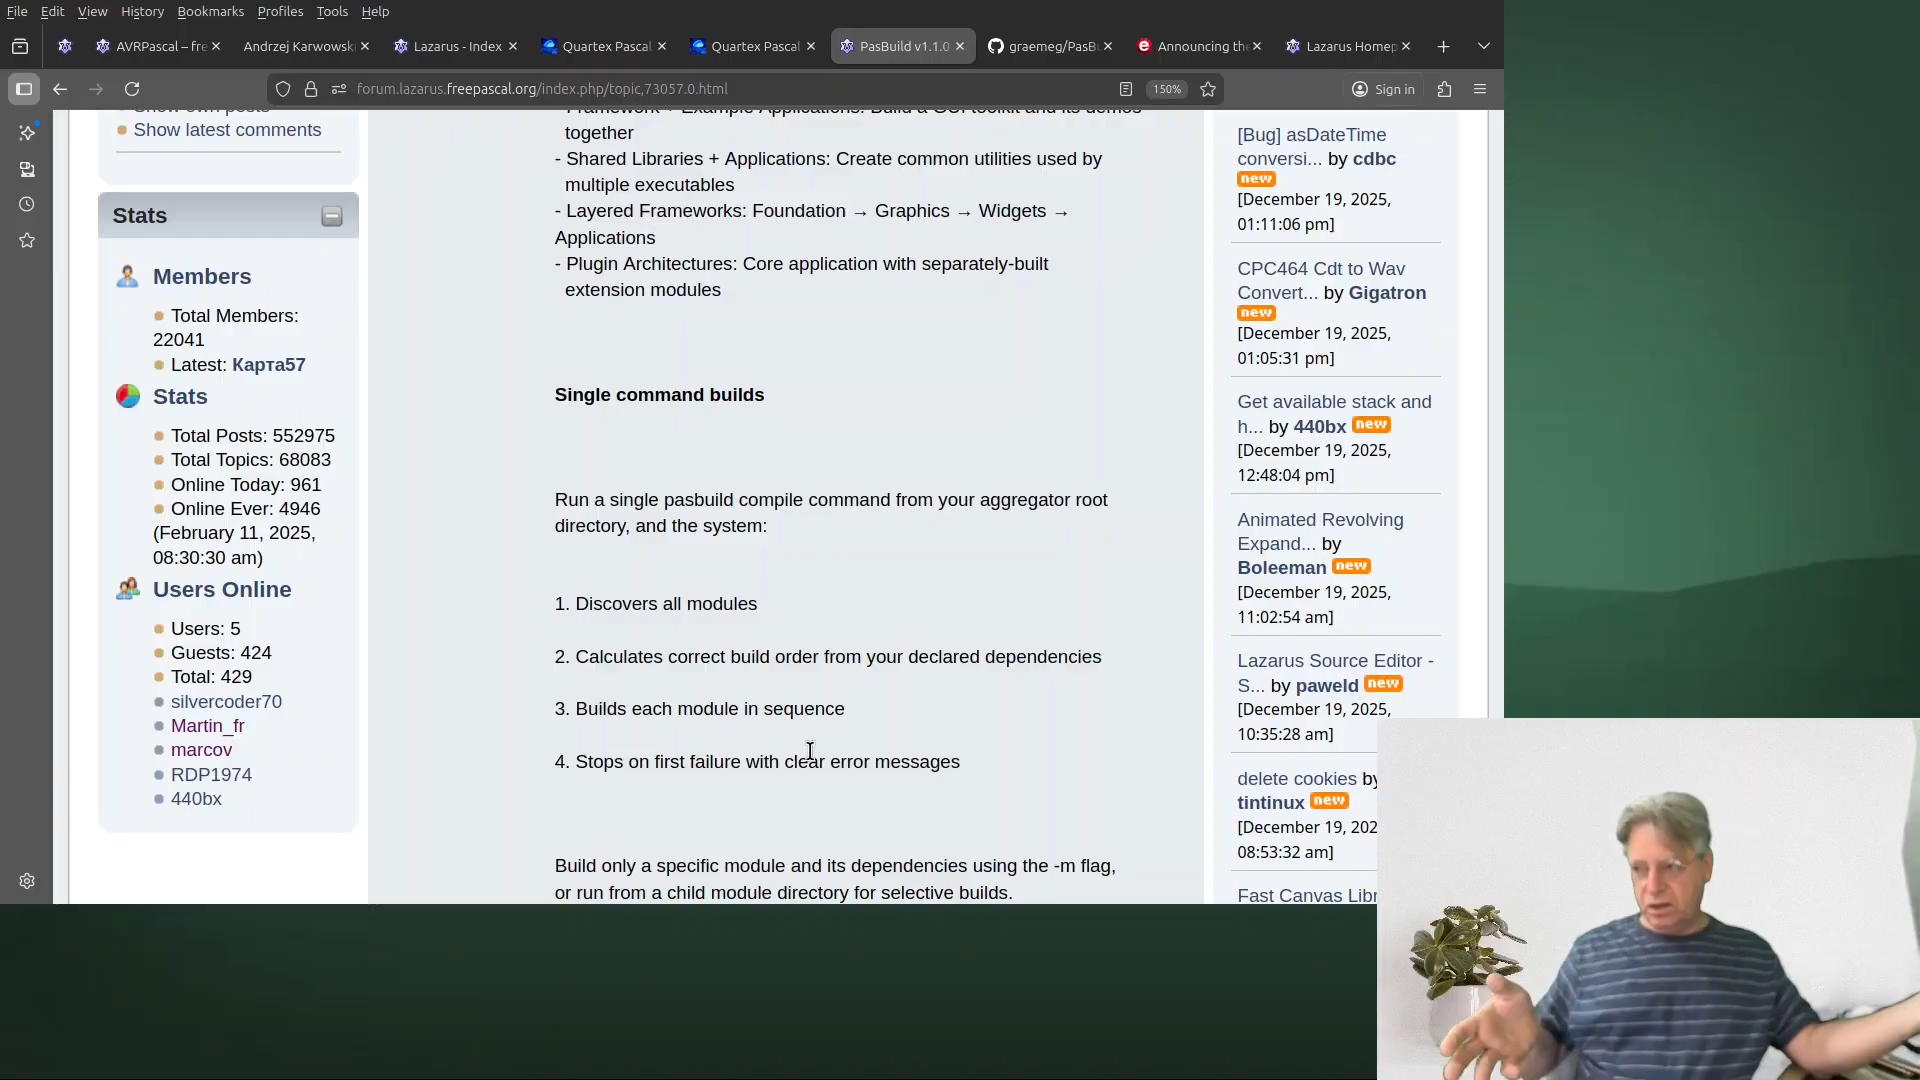 File Edit View History Bookmarks Profiles Tools Help
AVRPascal – fre
Andrzej Karwowsk
Lazarus - Index
Quartex Pascal
Quartex Pascal
PasBuild v1.1.0
graemeg/PasB
Announcing the
Lazarus Homep
forum.lazarus.freepascal.org/index.php/topic,73057.0.html
150%
Sign in
Show latest comments
Stats
Members
Total Members:
22041
Latest: Карта57
Stats
Total Posts: 552975
Total Topics: 68083
Online Today: 961
Online Ever: 4946
(February 11, 2025,
08:30:30 am)
Users Online
Users: 5
Guests: 424
Total: 429
silvercoder70
Martin_fr
marcov
RDP1974
440bx
- Framework + Example Applications: Build a GUI toolkit and its demos
together
- Shared Libraries + Applications: Create common utilities used by
multiple executables
- Layered Frameworks: Foundation → Graphics → Widgets →
Applications
- Plugin Architectures: Core application with separately-built
extension modules
Single command builds
Run a single pasbuild compile command from your aggregator root
directory, and the system:
1. Discovers all modules
2. Calculates correct build order from your declared dependencies
3. Builds each module in sequence
4. Stops on first failure with clear error messages
Build only a specific module and its dependencies using the -m flag,
or run from a child module directory for selective builds.
[Bug] asDateTime
conversi... by cdbc
new
[December 19, 2025,
01:11:06 pm]
CPC464 Cdt to Wav
Convert... by Gigatron
new
[December 19, 2025,
01:05:31 pm]
Get available stack and
h... by 440bx new
[December 19, 2025,
12:48:04 pm]
Animated Revolving
Expand... by
Boleeman new
[December 19, 2025,
11:02:54 am]
Lazarus Source Editor -
S... by paweld new
[December 19, 2025,
10:35:28 am]
delete cookies by
tintinux new
[December 19, 202
08:53:32 am]
Fast Canvas Libr